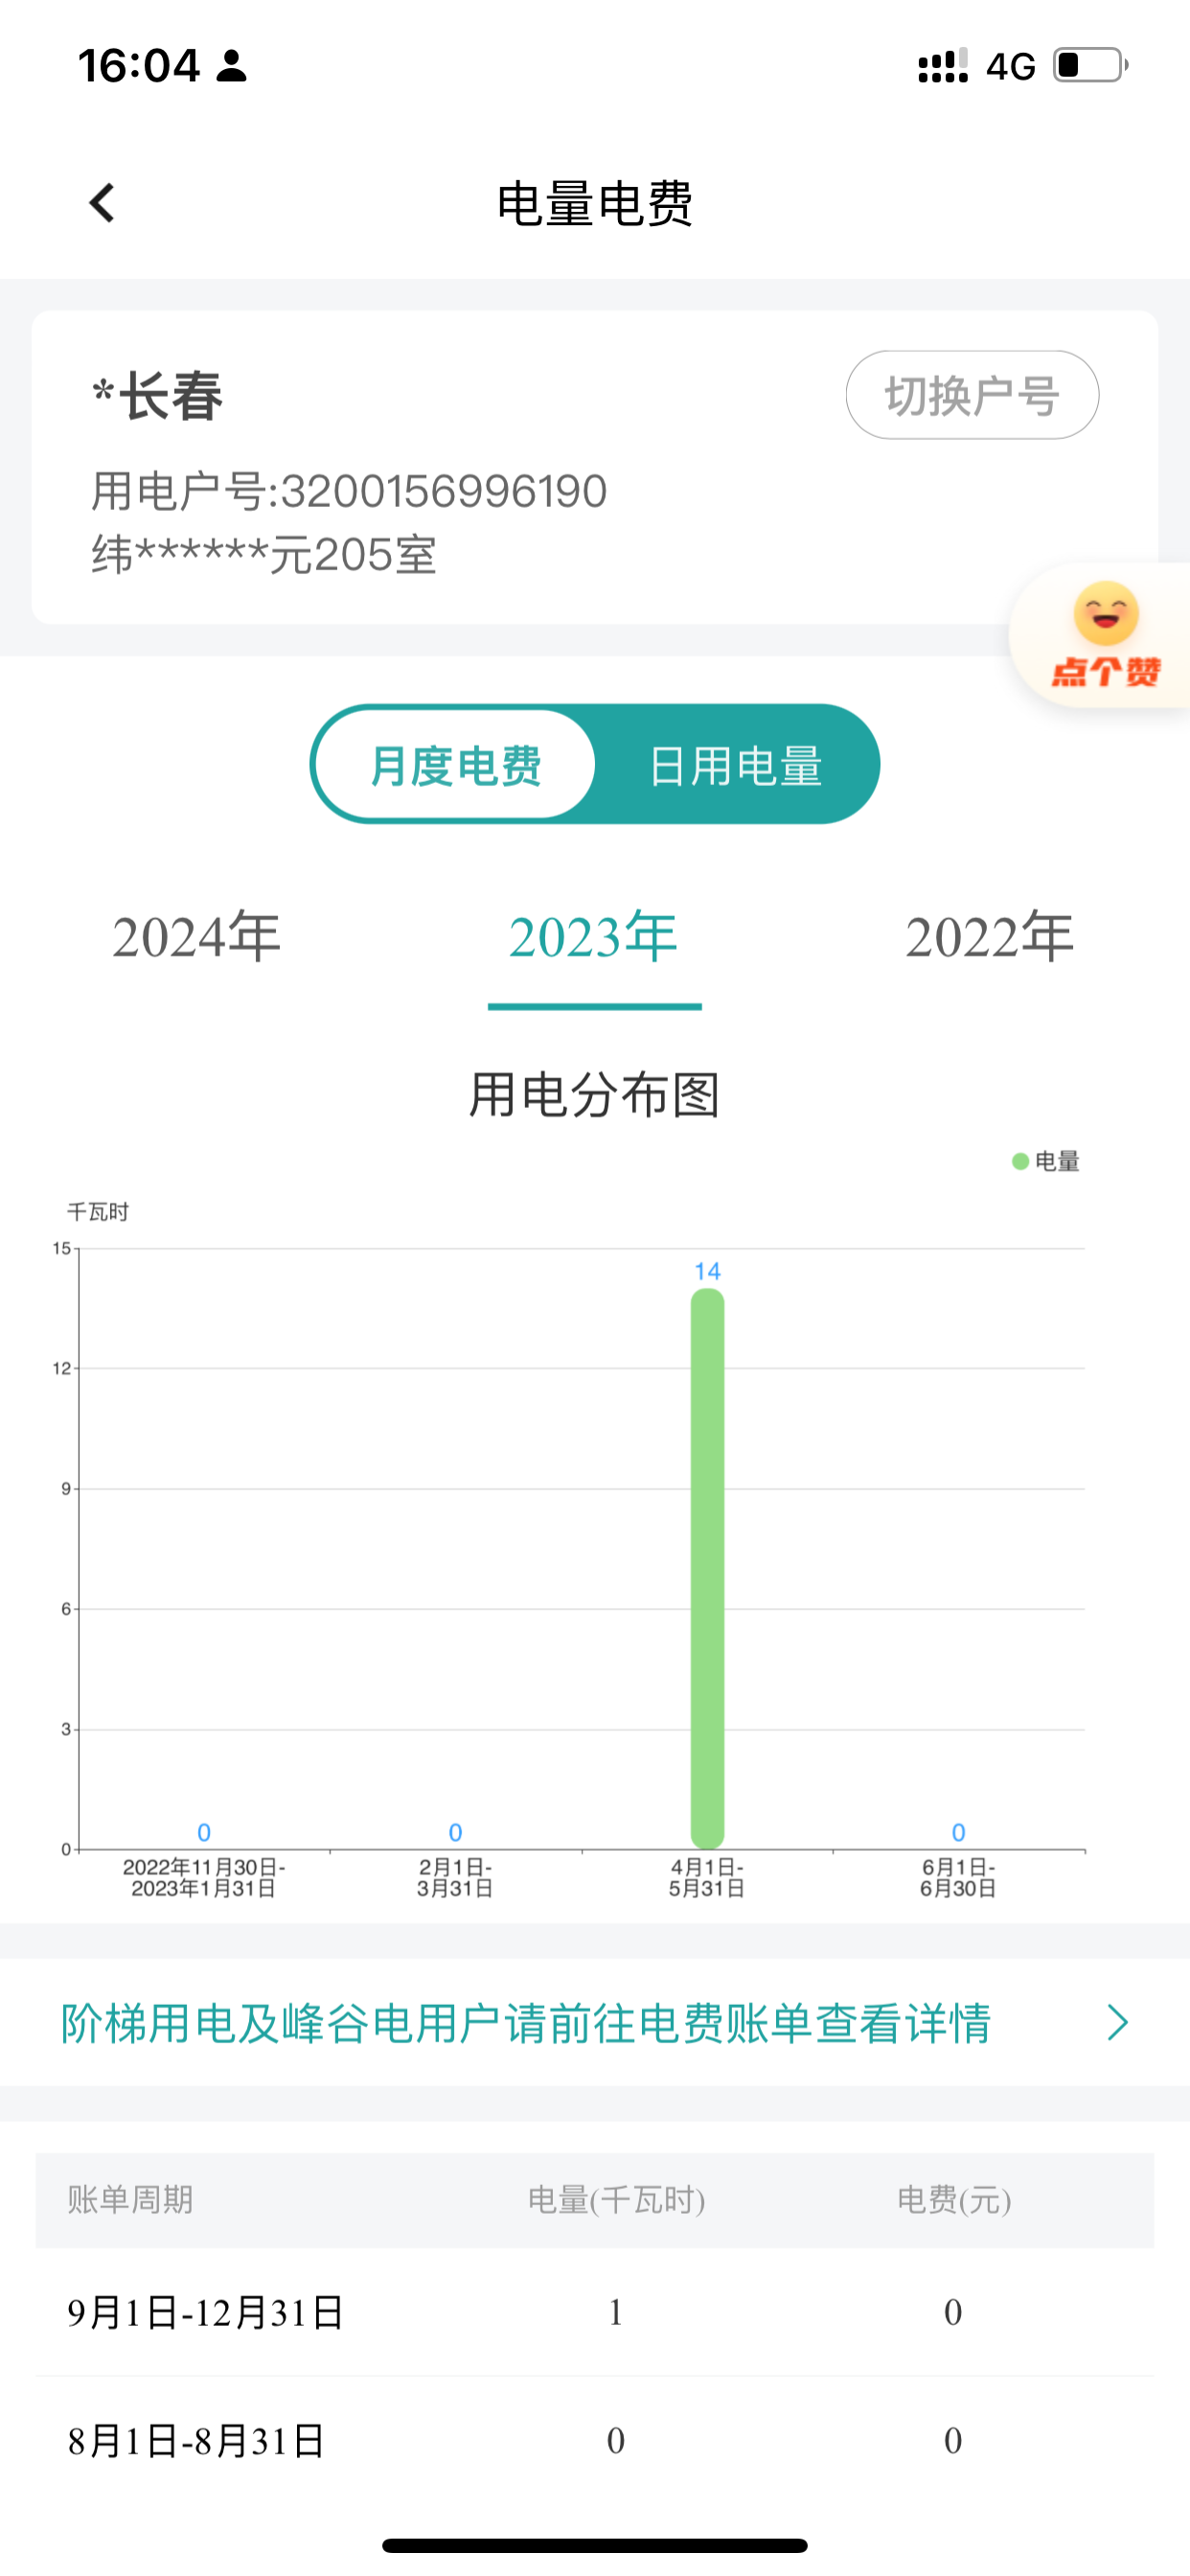 16:04
4G
电量电费
*长春
切换户号
用电户号:3200156996190
纬******元205室
点个赞
月度电费
日用电量
2024年
2023年
2022年
用电分布图
电量
千瓦时
15
14
12
9
6
3
0
0
0
0
2022年11月30日-
2023年1月31日
2月1日-
3月31日
4月1日-
5月31日
6月1日-
6月30日
阶梯用电及峰谷电用户请前往电费账单查看详情
账单周期 电量(千瓦时) 电费(元)
9月1日-12月31日 1 0
8月1日-8月31日 0 0